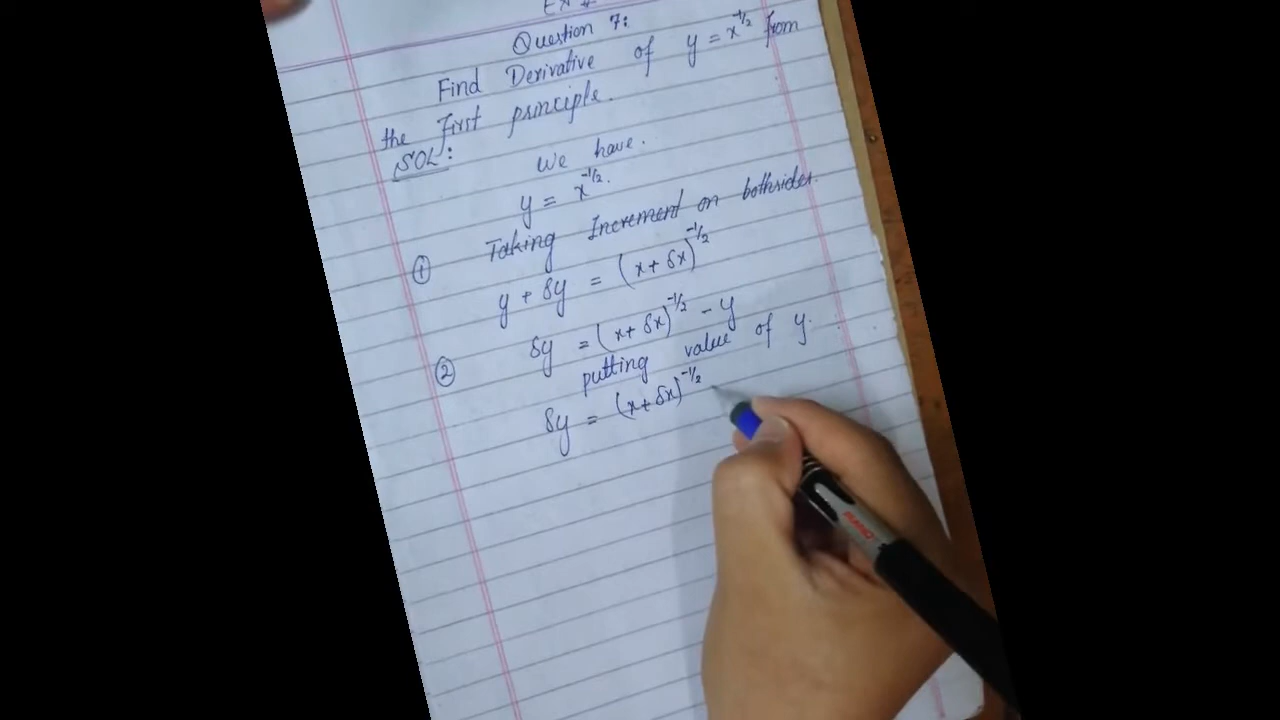 Question 7:
Find Derivative of y = x^-1/2 from
the First principle.
SOL:
We have.
y = x^-1/2.
① Taking Increment on bothsides.
y + δy = (x + δx)^-1/2
② δy = (x + δx)^-1/2 - y
putting value of y.
δy = (x + δx)^-1/2